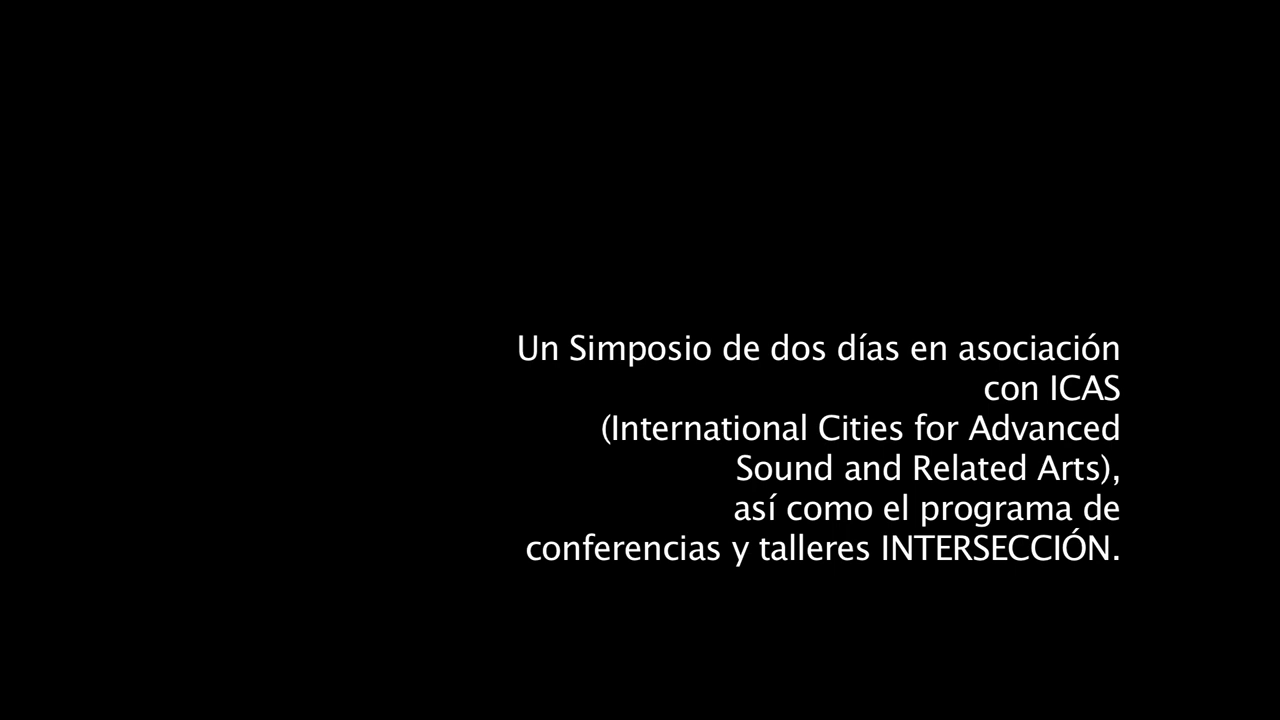 Un Simposio de dos días en asociación
con ICAS
(International Cities for Advanced
Sound and Related Arts),
así como el programa de
conferencias y talleres INTERSECCIÓN.